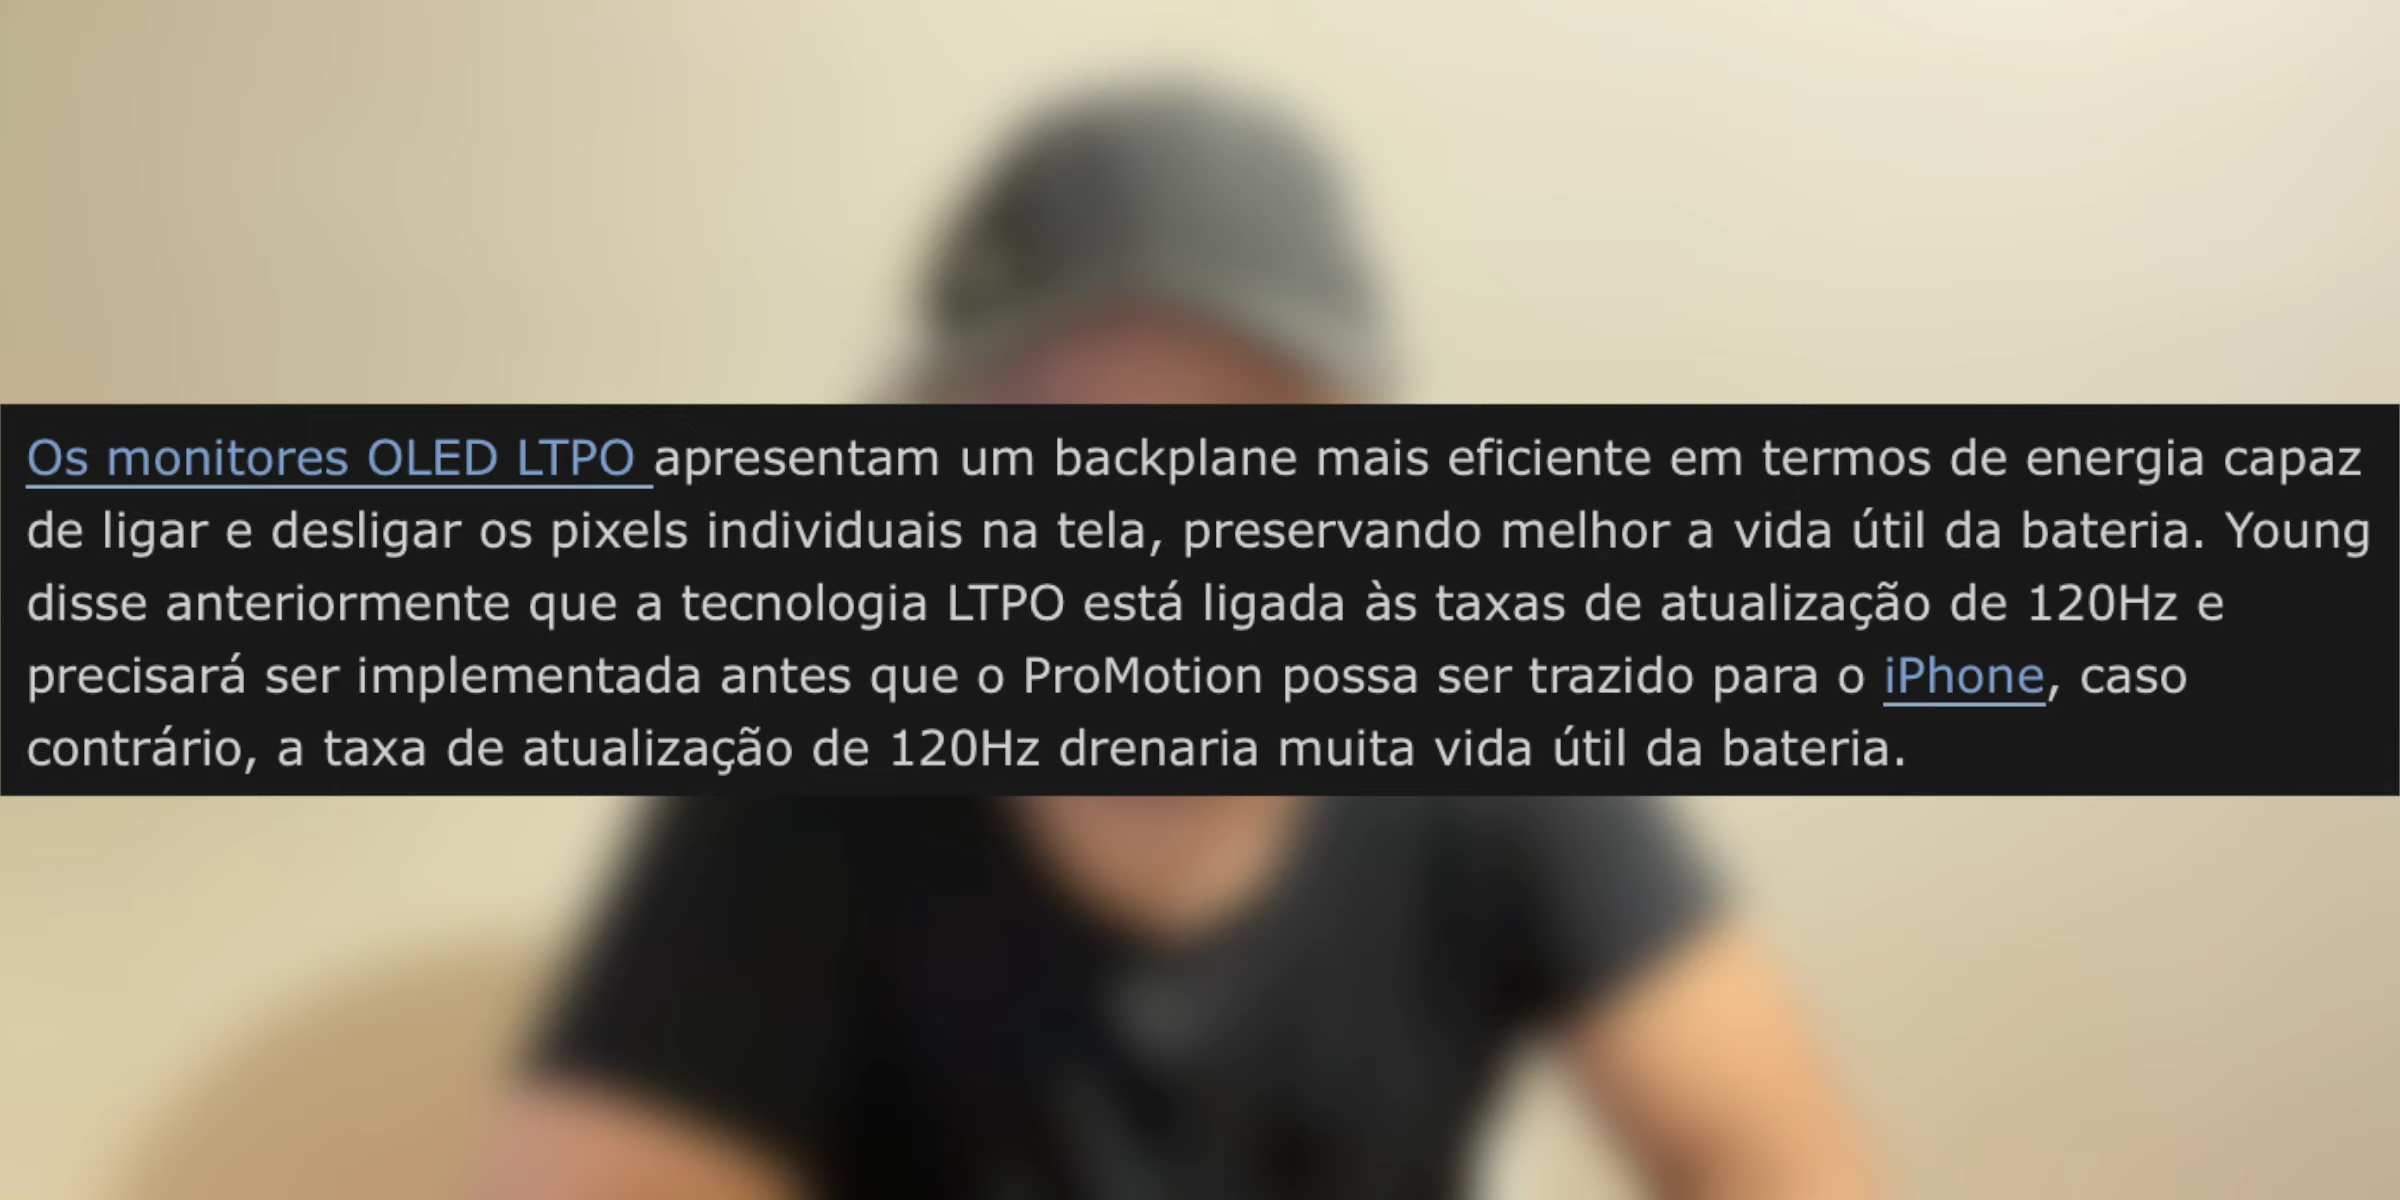 Os monitores OLED LTPO apresentam um backplane mais eficiente em termos de energia capaz
de ligar e desligar os pixels individuais na tela, preservando melhor a vida útil da bateria. Young
disse anteriormente que a tecnologia LTPO está ligada às taxas de atualização de 120Hz e
precisará ser implementada antes que o ProMotion possa ser trazido para o iPhone, caso
contrário, a taxa de atualização de 120Hz drenaria muita vida útil da bateria.